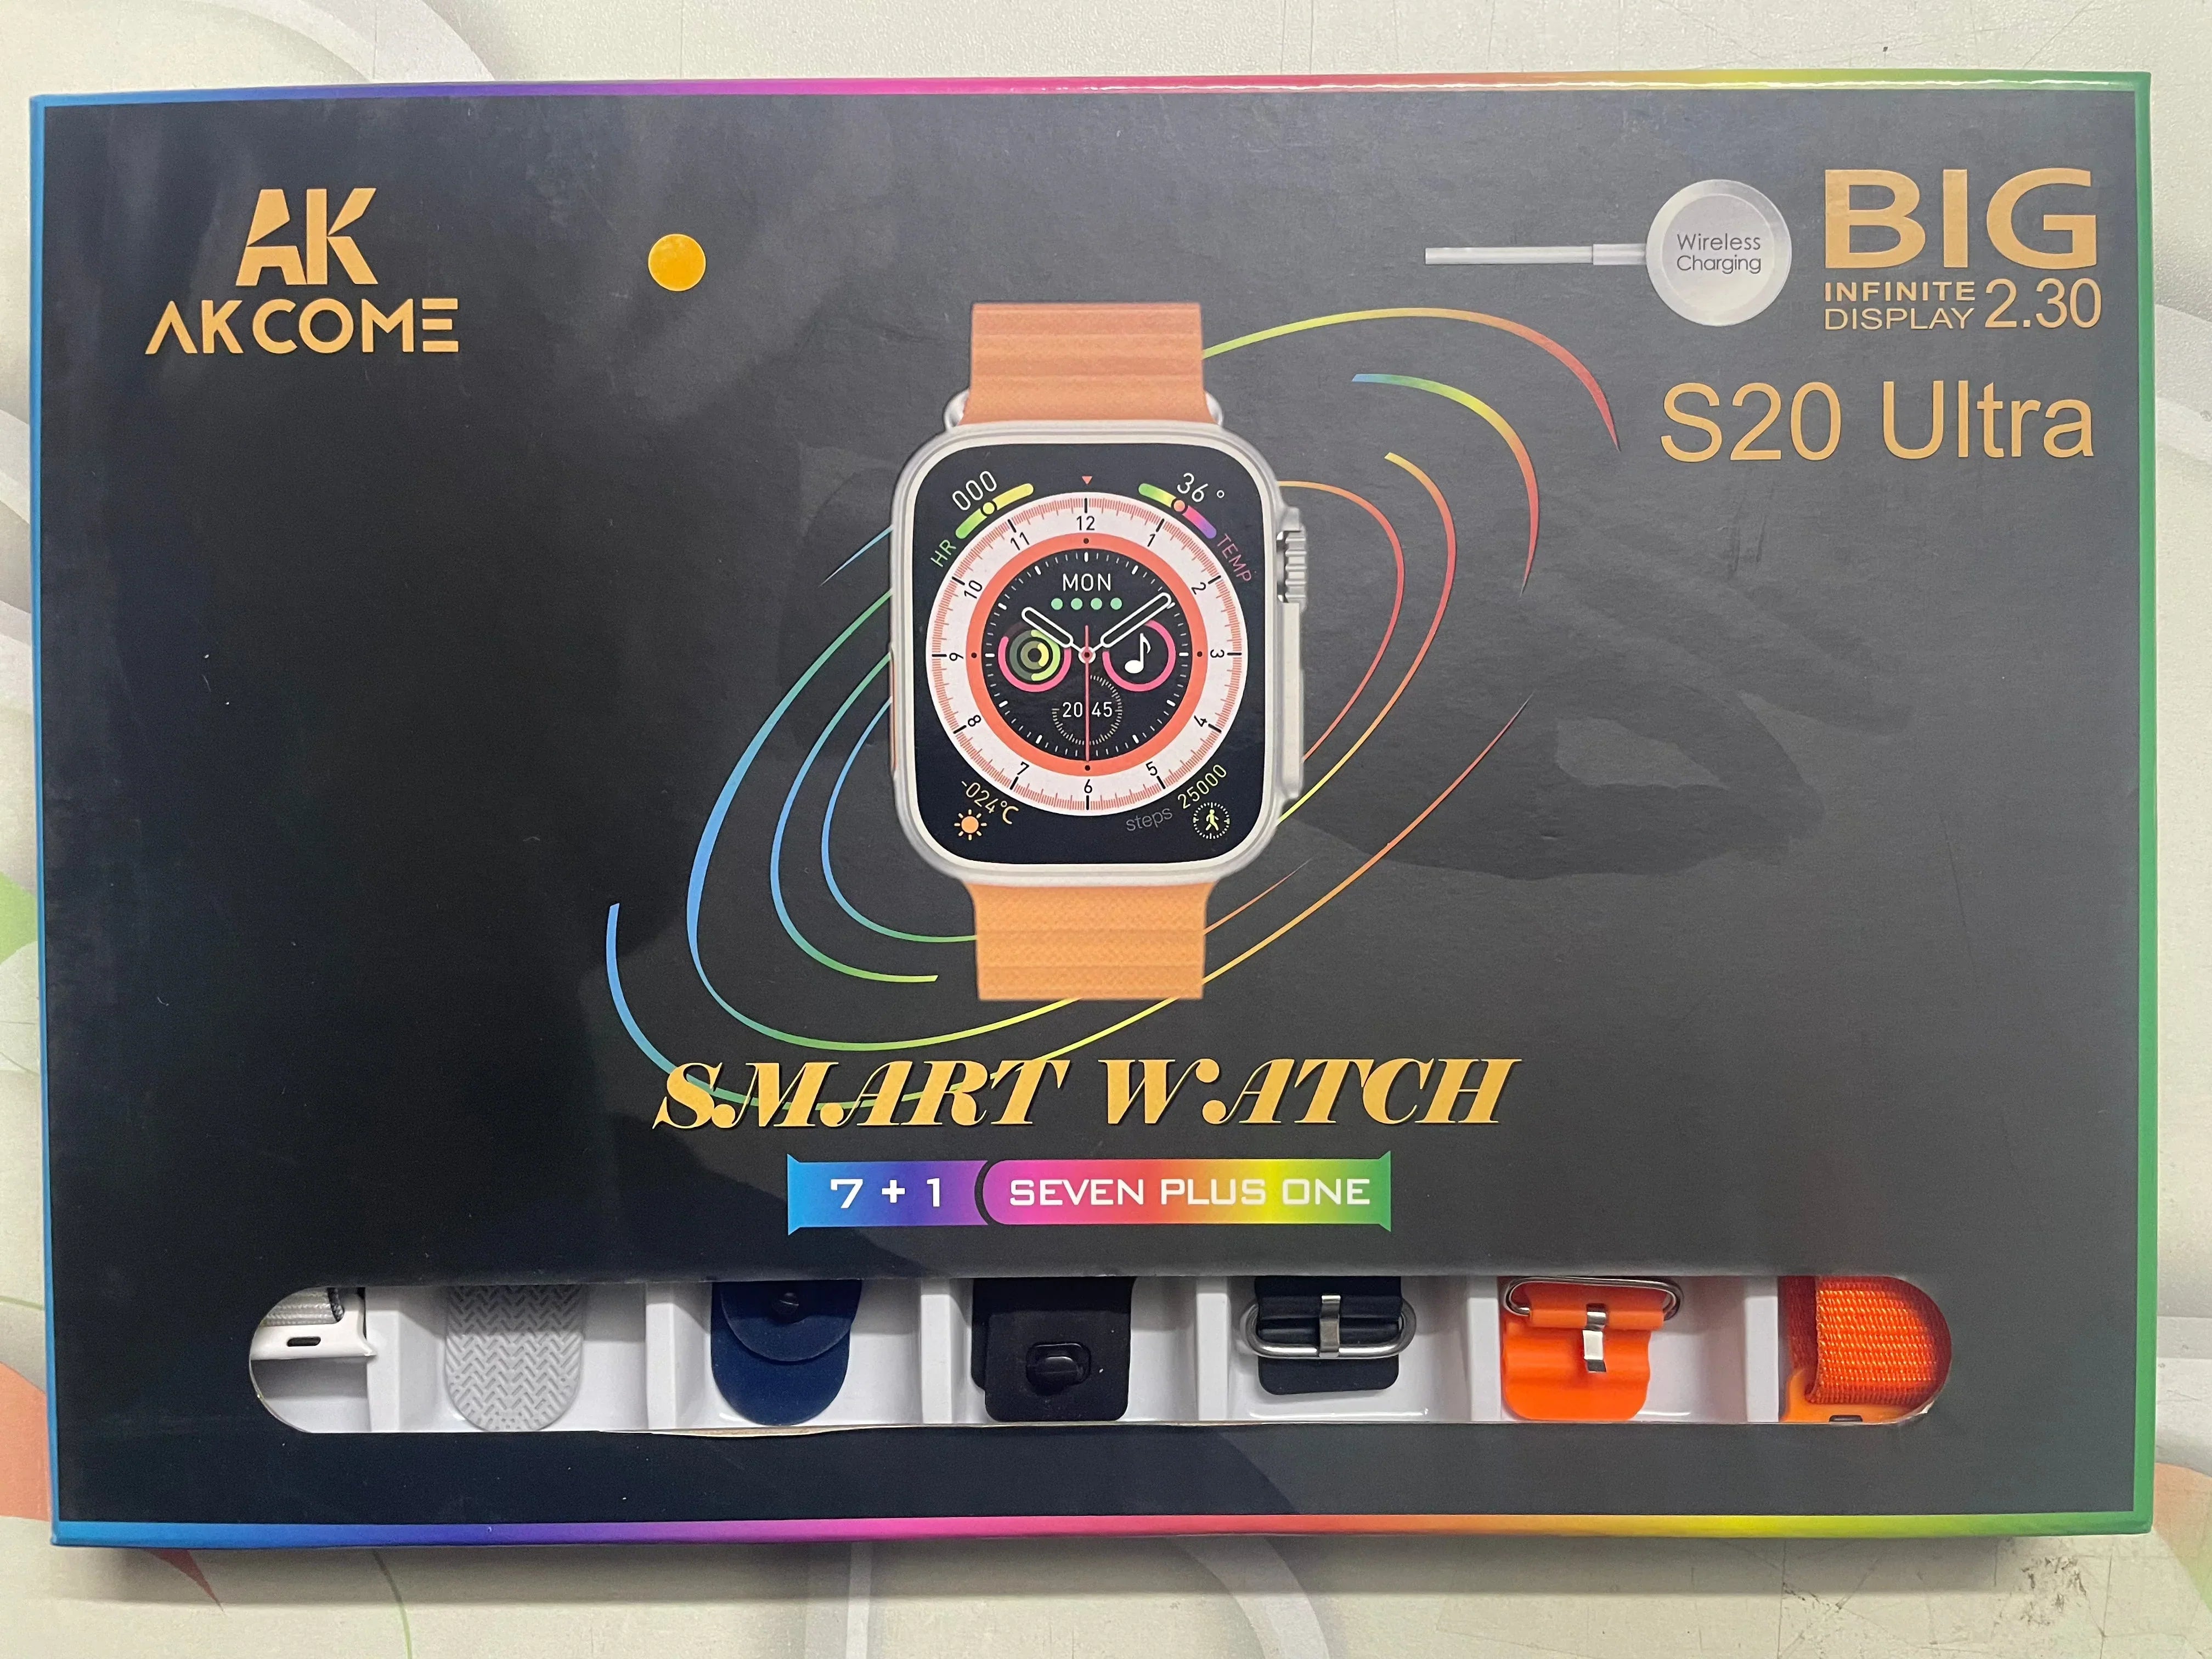 AK
AKCOME
Wireless
Charging
BIG
INFINITE
DISPLAY 2.30
S20 Ultra
000
HR
36°
TEMP
12
1
2
3
4
5
6
7
8
9
10
11
MON
20 45
-024°C
steps
25000
SMART WATCH
7 + 1 SEVEN PLUS ONE